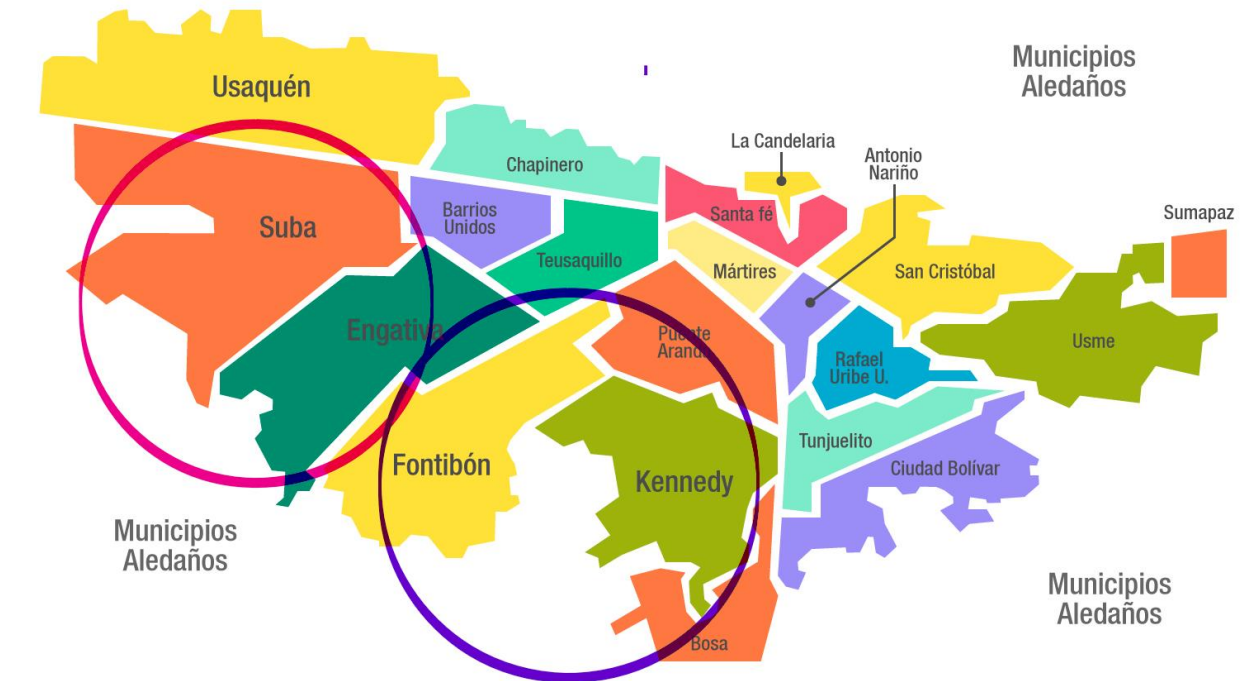 Municipios
Aledaños
Usaquén
La Candelaria
Antonio
Nariño
Chapinero
Sumapaz
Barrios
Unidos
Santa fé
Suba
Teusaquillo
Mártires
San Cristóbal
Engativa
Puente
Aranda
Usme
Rafael
Uribe U.
Tunjuelito
Fontibón
Kennedy
Ciudad Bolívar
Municipios
Aledaños
Municipios
Aledaños
Bosa